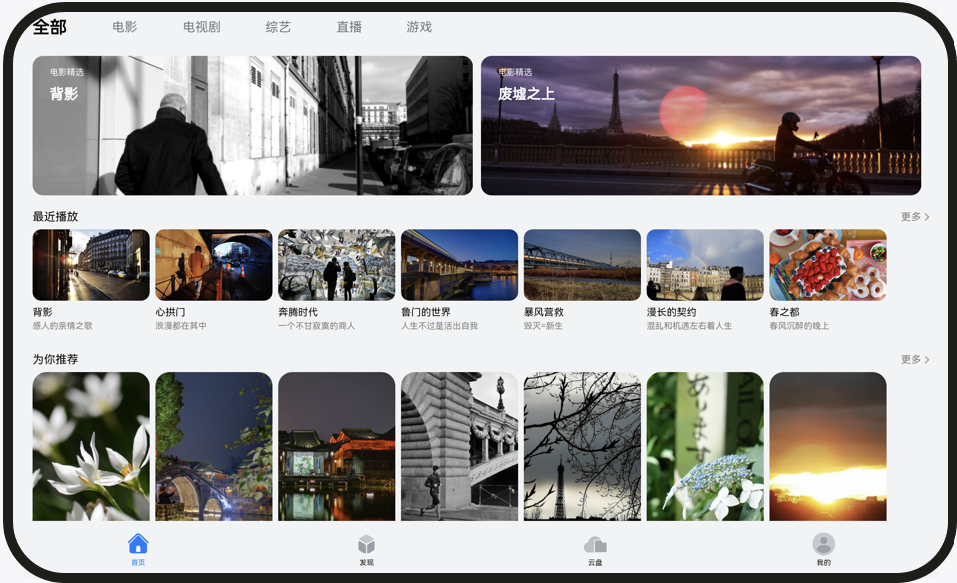 全部 电影 电视剧 综艺 直播 游戏
电影精选
背影
电影精选
废墟之上
最近播放 更多
背影 心拱门 奔腾时代 鲁门的世界 暴风营救 漫长的契约 春之都
感人的亲情之歌 浪漫都在其中 一个不甘寂寞的商人 人生不过是活出自我 毁灭=新生 混乱和机遇左右着人生 春风沉醉的晚上
为你推荐 更多
あじさい
首页 发现 云盘 我的